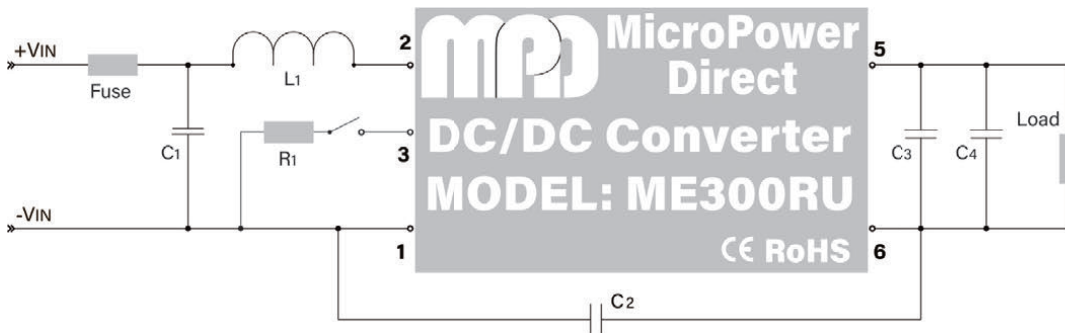 +VIN
Fuse
L1
C1
R1
-VIN
2
3
1
MPD MicroPower
Direct
DC/DC Converter
MODEL: ME300RU
CE RoHS
5
6
C3
C4
Load
C2